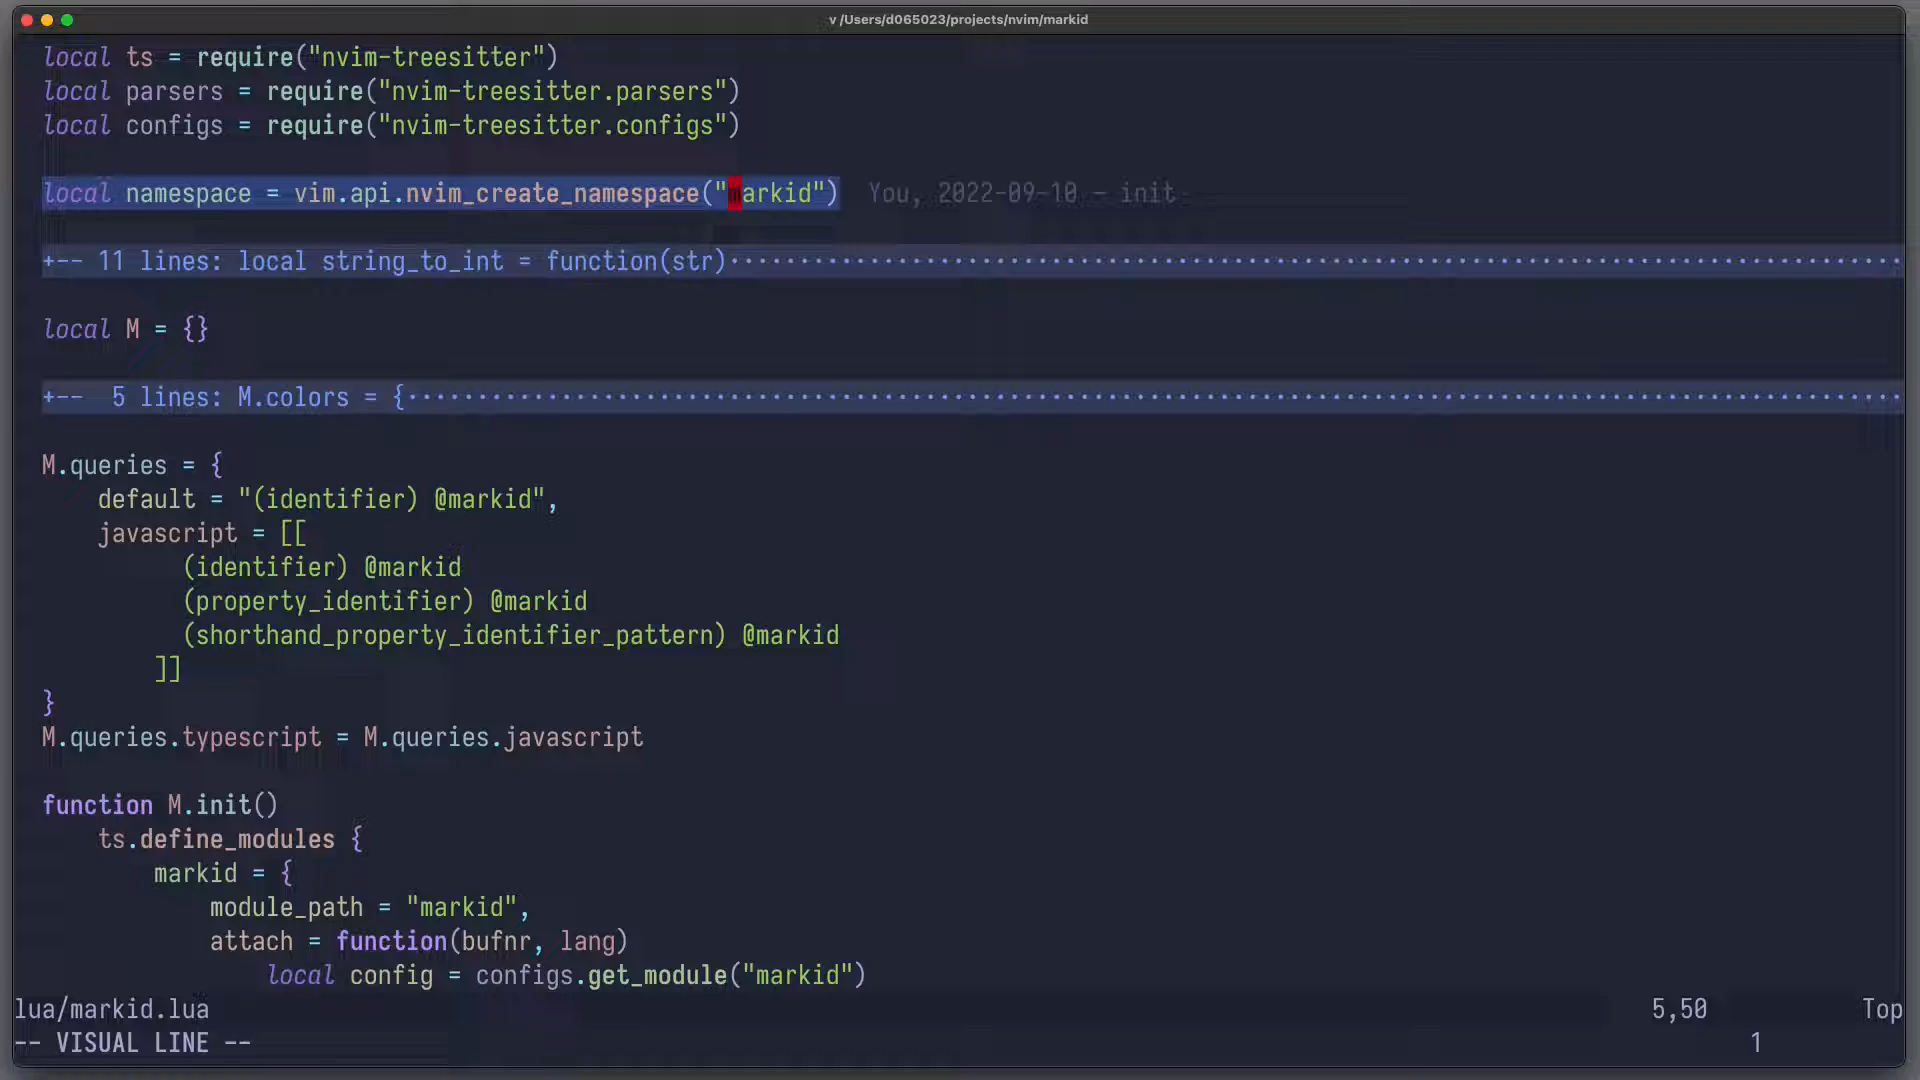 v /Users/d065023/projects/nvim/markid
local ts = require("nvim-treesitter")
local parsers = require("nvim-treesitter.parsers")
local configs = require("nvim-treesitter.configs")
local namespace = vim.api.nvim_create_namespace("markid")    You, 2022-09-10 - init
+-- 11 lines: local string_to_int = function(str)··········································
local M = {}
+--  5 lines: M.colors = {··········································
M.queries = {
    default = "(identifier) @markid",
    javascript = [[
          (identifier) @markid
          (property_identifier) @markid
          (shorthand_property_identifier_pattern) @markid
        ]]
}
M.queries.typescript = M.queries.javascript
function M.init()
    ts.define_modules {
        markid = {
            module_path = "markid",
            attach = function(bufnr, lang)
                local config = configs.get_module("markid")
lua/markid.lua    5,50    Top
-- VISUAL LINE --    1